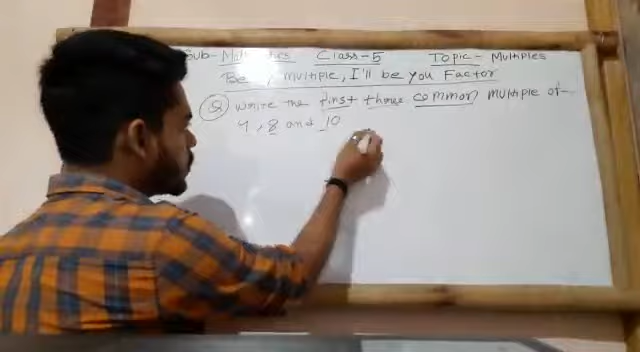 Sub- Class-5 Topic- Multiples
Be multiple, I'll be you Factor
Q Write the first three common multiple of-
4, 8 and 10